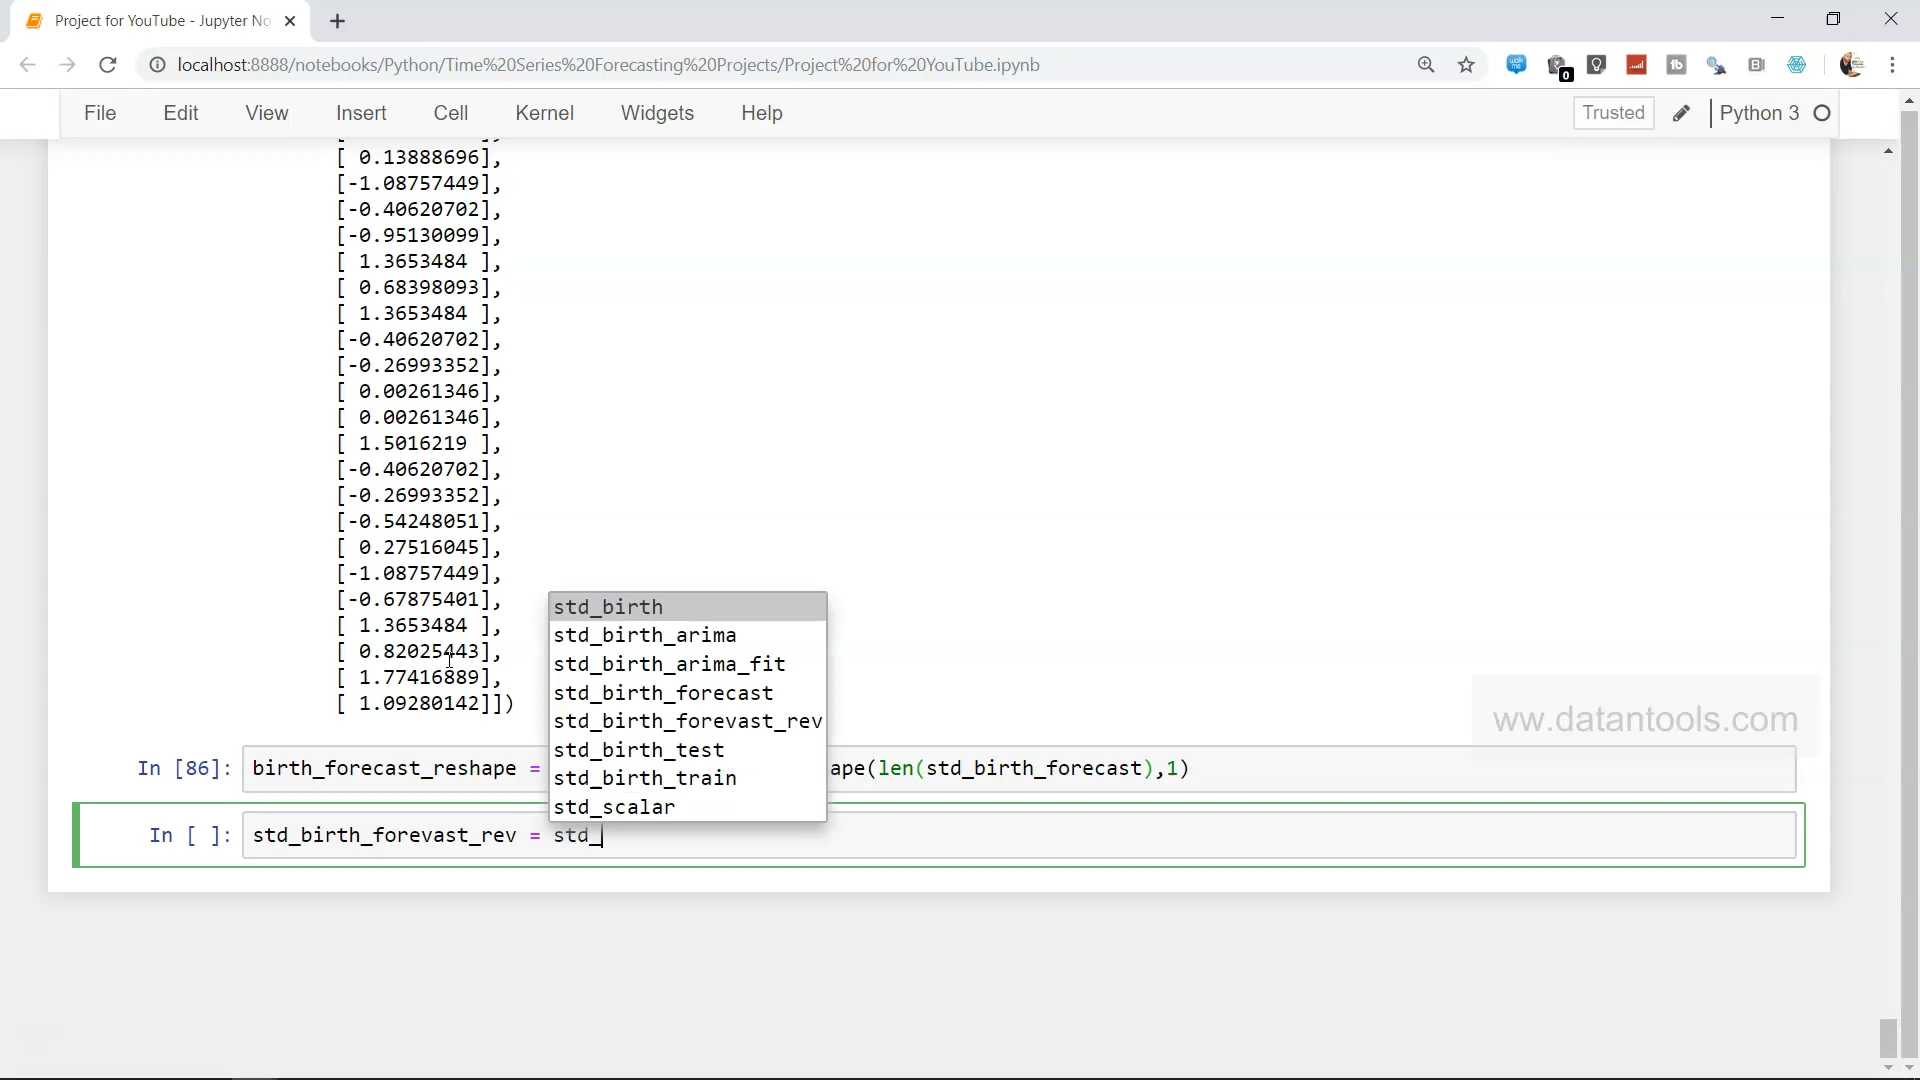 Project for YouTube - Jupyter No
localhost:8888/notebooks/Python/Time%20Series%20Forecasting%20Projects/Project%20for%20YouTube.ipynb
0
File Edit View Insert Cell Kernel Widgets Help Trusted Python 3
[ 0.13888696],
[-1.08757449],
[-0.40620702],
[-0.95130099],
[ 1.3653484 ],
[ 0.68398093],
[ 1.3653484 ],
[-0.40620702],
[-0.26993352],
[ 0.00261346],
[ 0.00261346],
[ 1.5016219 ],
[-0.40620702],
[-0.26993352],
[-0.54248051],
[ 0.27516045],
[-1.08757449],
[-0.67875401],
[ 1.3653484 ],
[ 0.82025443],
[ 1.77416889],
[ 1.09280142]])
std_birth
std_birth_arima
std_birth_arima_fit
std_birth_forecast
std_birth_forevast_rev
std_birth_test
std_birth_train
std_scalar
ww.datantools.com
In [86]: birth_forecast_reshape = ape(len(std_birth_forecast),1)
In [ ]: std_birth_forevast_rev = std_